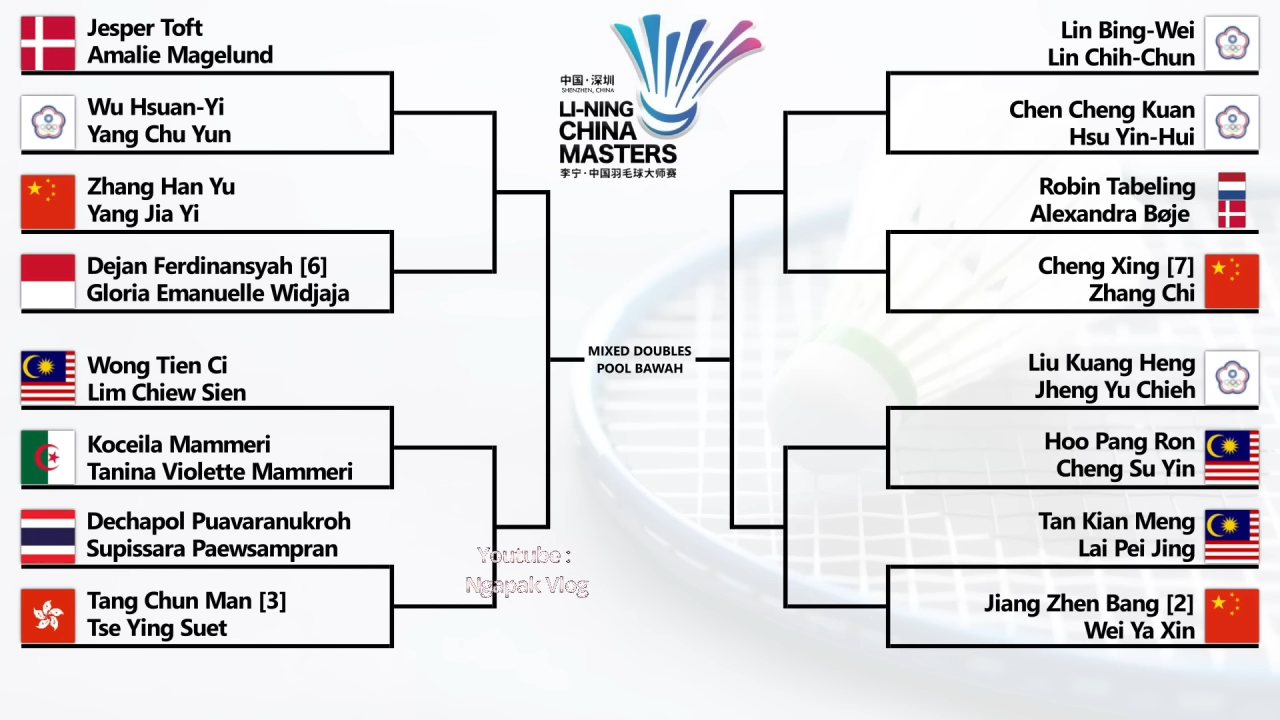 Jesper Toft
Amalie Magelund
Wu Hsuan-Yi
Yang Chu Yun
Zhang Han Yu
Yang Jia Yi
Dejan Ferdinansyah [6]
Gloria Emanuelle Widjaja
Wong Tien Ci
Lim Chiew Sien
Koceila Mammeri
Tanina Violette Mammeri
Dechapol Puavaranukroh
Supissara Paewsampran
Tang Chun Man [3]
Tse Ying Suet
中国·深圳
SHENZHEN, CHINA
LI-NING
CHINA
MASTERS
李宁·中国羽毛球大师赛
MIXED DOUBLES
POOL BAWAH
Youtube :
Ngapak Vlog
Lin Bing-Wei
Lin Chih-Chun
Chen Cheng Kuan
Hsu Yin-Hui
Robin Tabeling
Alexandra Bøje
Cheng Xing [7]
Zhang Chi
Liu Kuang Heng
Jheng Yu Chieh
Hoo Pang Ron
Cheng Su Yin
Tan Kian Meng
Lai Pei Jing
Jiang Zhen Bang [2]
Wei Ya Xin